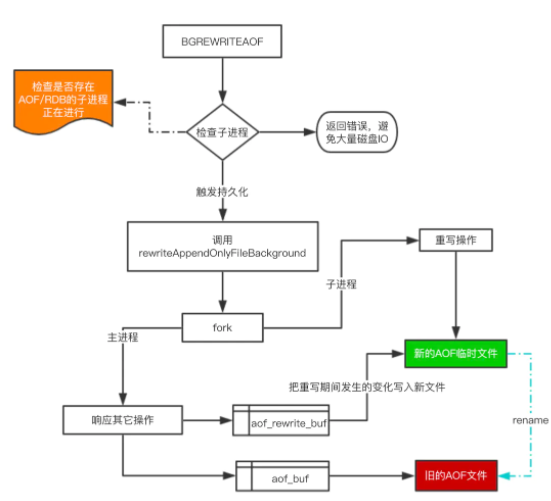 BGREWRITEAOF
检查是否存在
AOF/RDB的子进程
正在进行
检查子进程
返回错误，避
免大量磁盘IO
触发持久化
调用
rewriteAppendOnlyFileBackground
重写操作
子进程
fork
主进程
新的AOF临时文件
把重写期间发生的变化写入新文件
响应其它操作
aof_rewrite_buf
rename
aof_buf
旧的AOF文件